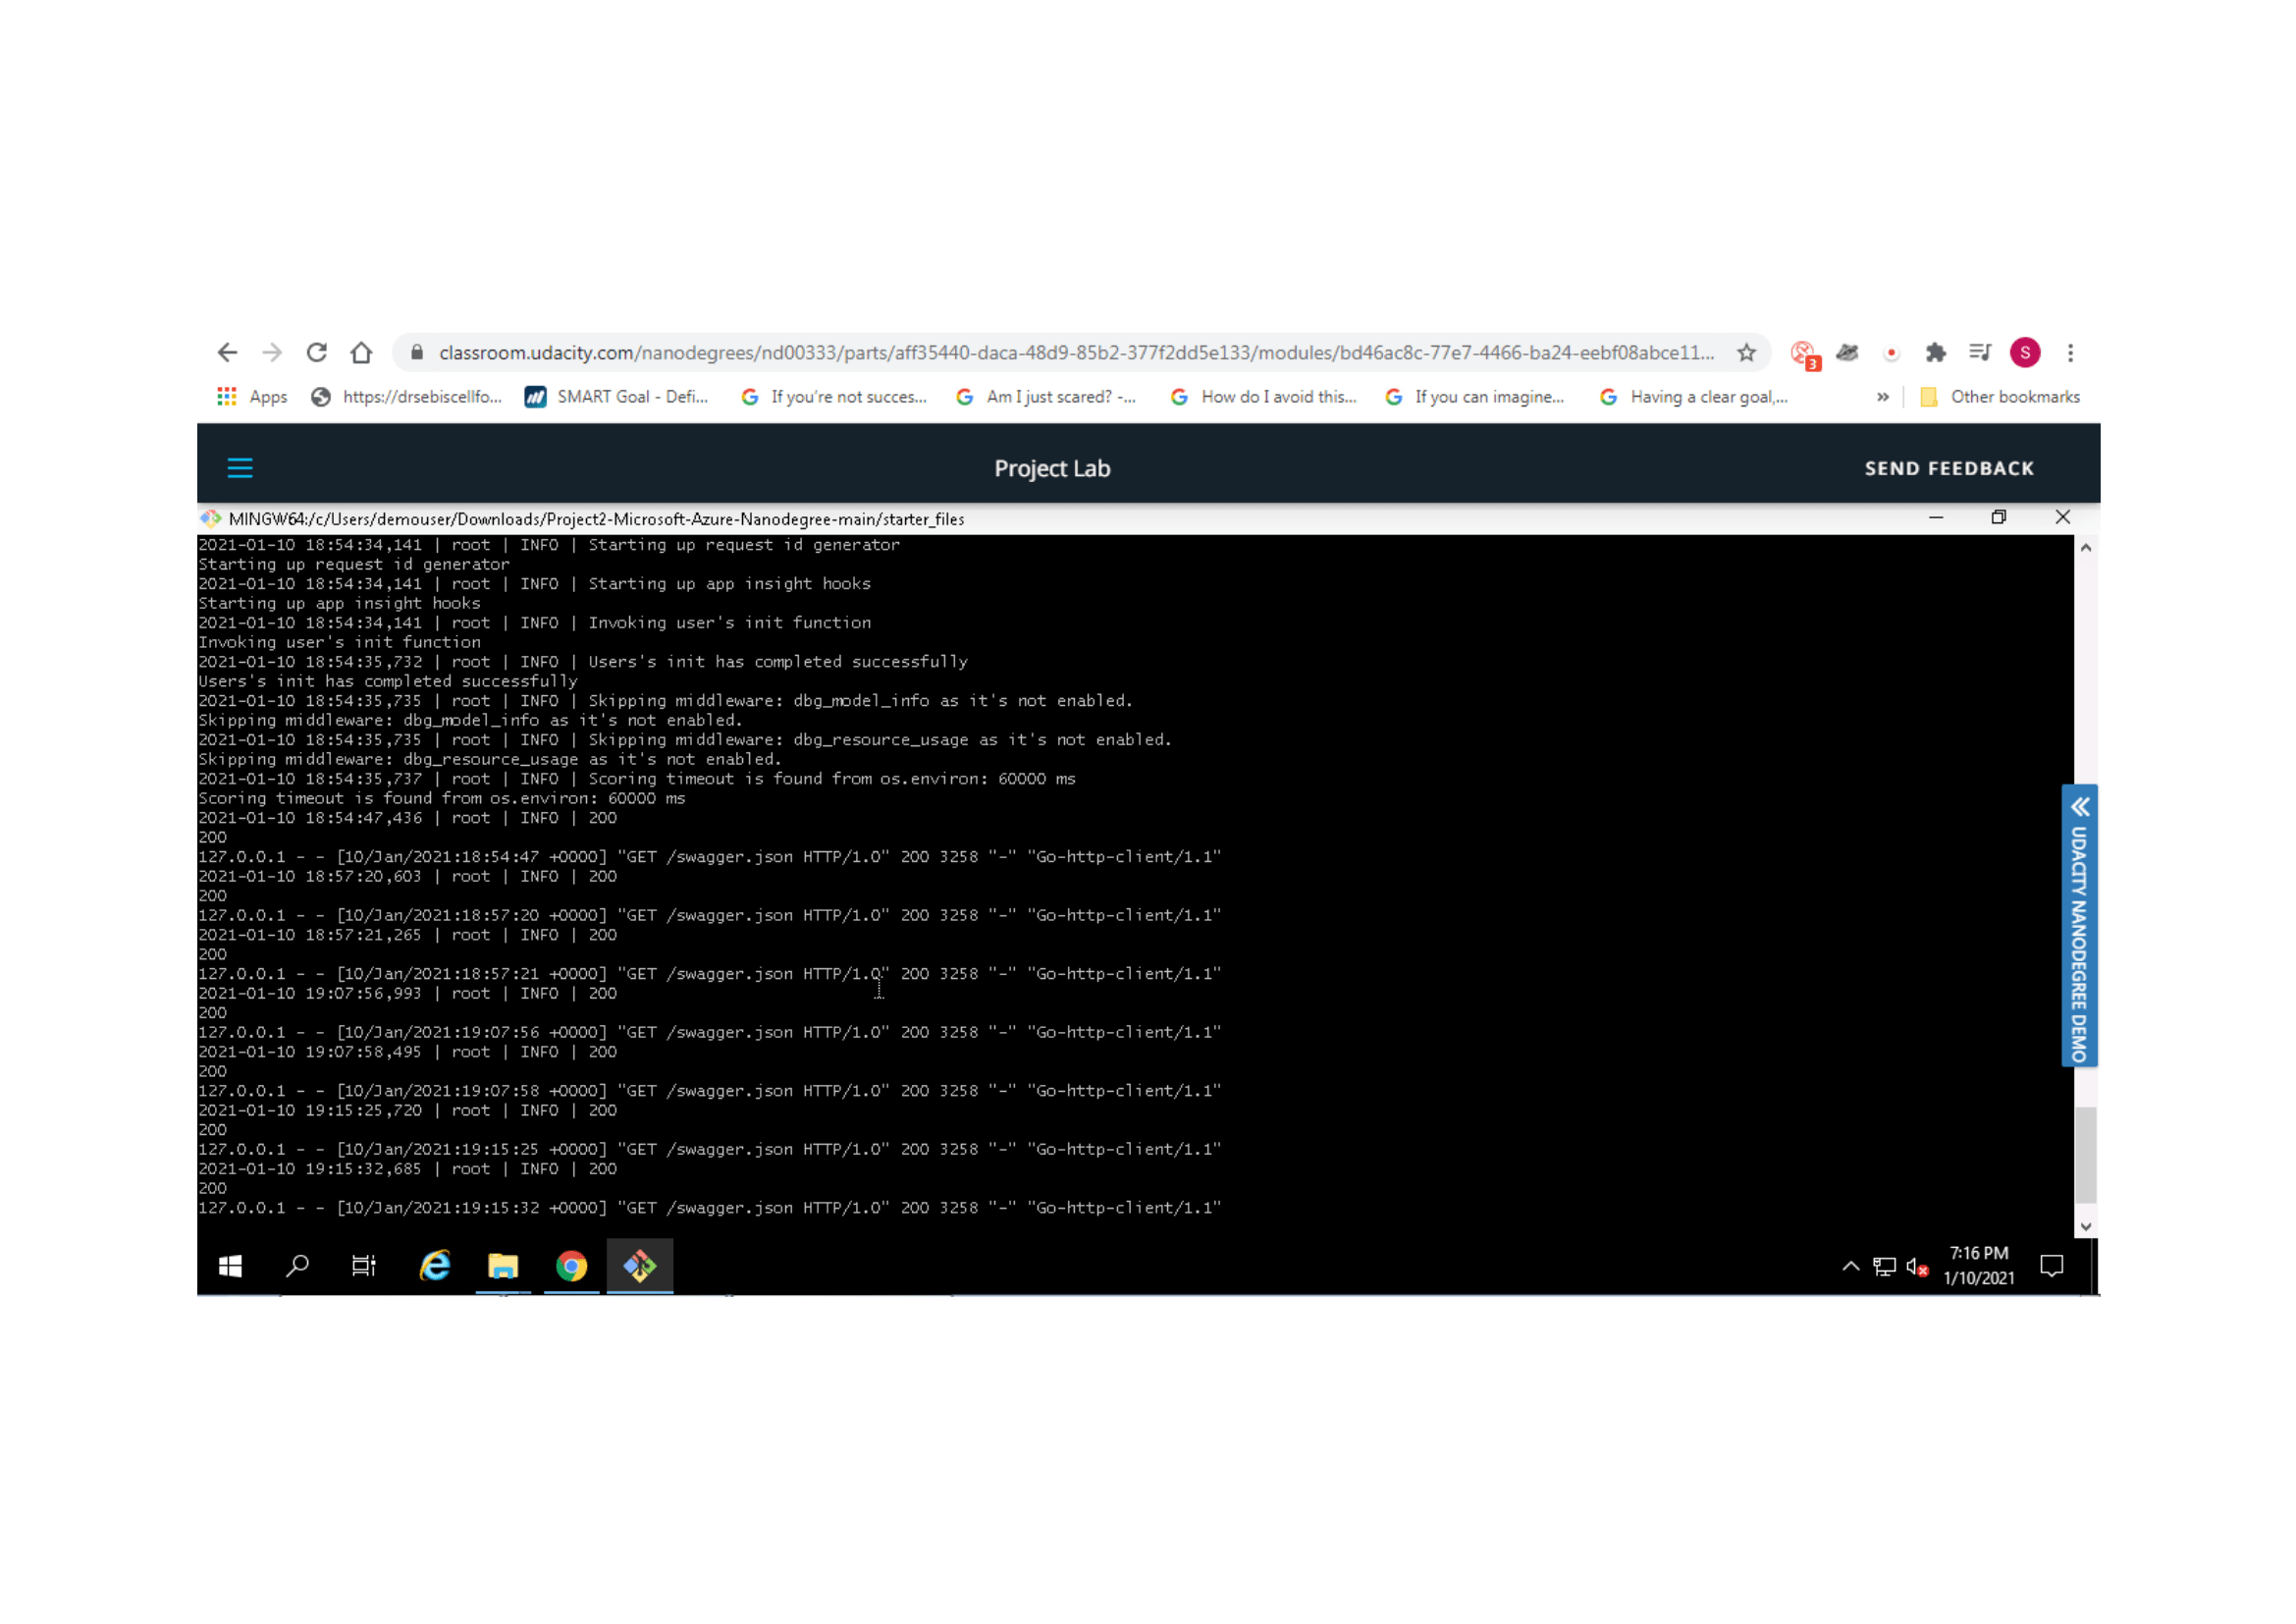 classroom.udacity.com/nanodegrees/nd00333/parts/aff35440-daca-48d9-85b2-377f2dd5e133/modules/bd46ac8c-77e7-4466-ba24-eebf08abce11...
3
S
Apps https://drsebiscellfo... SMART Goal - Defi... If you're not succes... Am I just scared? -... How do I avoid this... If you can imagine... Having a clear goal,... » Other bookmarks
Project Lab
SEND FEEDBACK
MINGW64:/c/Users/demouser/Downloads/Project2-Microsoft-Azure-Nanodegree-main/starter_files
2021-01-10 18:54:34,141 | root | INFO | Starting up request id generator
Starting up request id generator
2021-01-10 18:54:34,141 | root | INFO | Starting up app insight hooks
Starting up app insight hooks
2021-01-10 18:54:34,141 | root | INFO | Invoking user's init function
Invoking user's init function
2021-01-10 18:54:35,732 | root | INFO | Users's init has completed successfully
Users's init has completed successfully
2021-01-10 18:54:35,735 | root | INFO | Skipping middleware: dbg_model_info as it's not enabled.
Skipping middleware: dbg_model_info as it's not enabled.
2021-01-10 18:54:35,735 | root | INFO | Skipping middleware: dbg_resource_usage as it's not enabled.
Skipping middleware: dbg_resource_usage as it's not enabled.
2021-01-10 18:54:35,737 | root | INFO | Scoring timeout is found from os.environ: 60000 ms
Scoring timeout is found from os.environ: 60000 ms
2021-01-10 18:54:47,436 | root | INFO | 200
200
127.0.0.1 - - [10/Jan/2021:18:54:47 +0000] "GET /swagger.json HTTP/1.0" 200 3258 "-" "Go-http-client/1.1"
2021-01-10 18:57:20,603 | root | INFO | 200
200
127.0.0.1 - - [10/Jan/2021:18:57:20 +0000] "GET /swagger.json HTTP/1.0" 200 3258 "-" "Go-http-client/1.1"
2021-01-10 18:57:21,265 | root | INFO | 200
200
127.0.0.1 - - [10/Jan/2021:18:57:21 +0000] "GET /swagger.json HTTP/1.0" 200 3258 "-" "Go-http-client/1.1"
2021-01-10 19:07:56,993 | root | INFO | 200
200
127.0.0.1 - - [10/Jan/2021:19:07:56 +0000] "GET /swagger.json HTTP/1.0" 200 3258 "-" "Go-http-client/1.1"
2021-01-10 19:07:58,495 | root | INFO | 200
200
127.0.0.1 - - [10/Jan/2021:19:07:58 +0000] "GET /swagger.json HTTP/1.0" 200 3258 "-" "Go-http-client/1.1"
2021-01-10 19:15:25,720 | root | INFO | 200
200
127.0.0.1 - - [10/Jan/2021:19:15:25 +0000] "GET /swagger.json HTTP/1.0" 200 3258 "-" "Go-http-client/1.1"
2021-01-10 19:15:32,685 | root | INFO | 200
200
127.0.0.1 - - [10/Jan/2021:19:15:32 +0000] "GET /swagger.json HTTP/1.0" 200 3258 "-" "Go-http-client/1.1"
UDACITY NANODEGREE DEMO
7:16 PM
1/10/2021